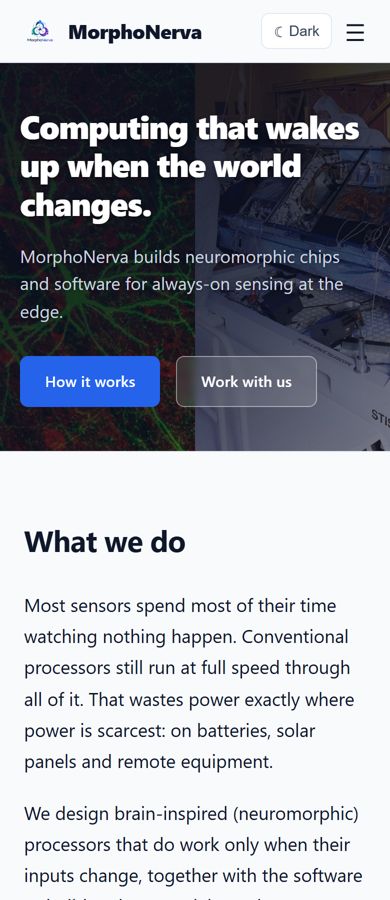 MorphoNerva
MorphoNerva
☾ Dark
Computing that wakes
up when the world
changes.
MorphoNerva builds neuromorphic chips
and software for always-on sensing at the
edge.
How it works
Work with us
What we do
Most sensors spend most of their time
watching nothing happen. Conventional
processors still run at full speed through
all of it. That wastes power exactly where
power is scarcest: on batteries, solar
panels and remote equipment.
We design brain-inspired (neuromorphic)
processors that do work only when their
inputs change, together with the software